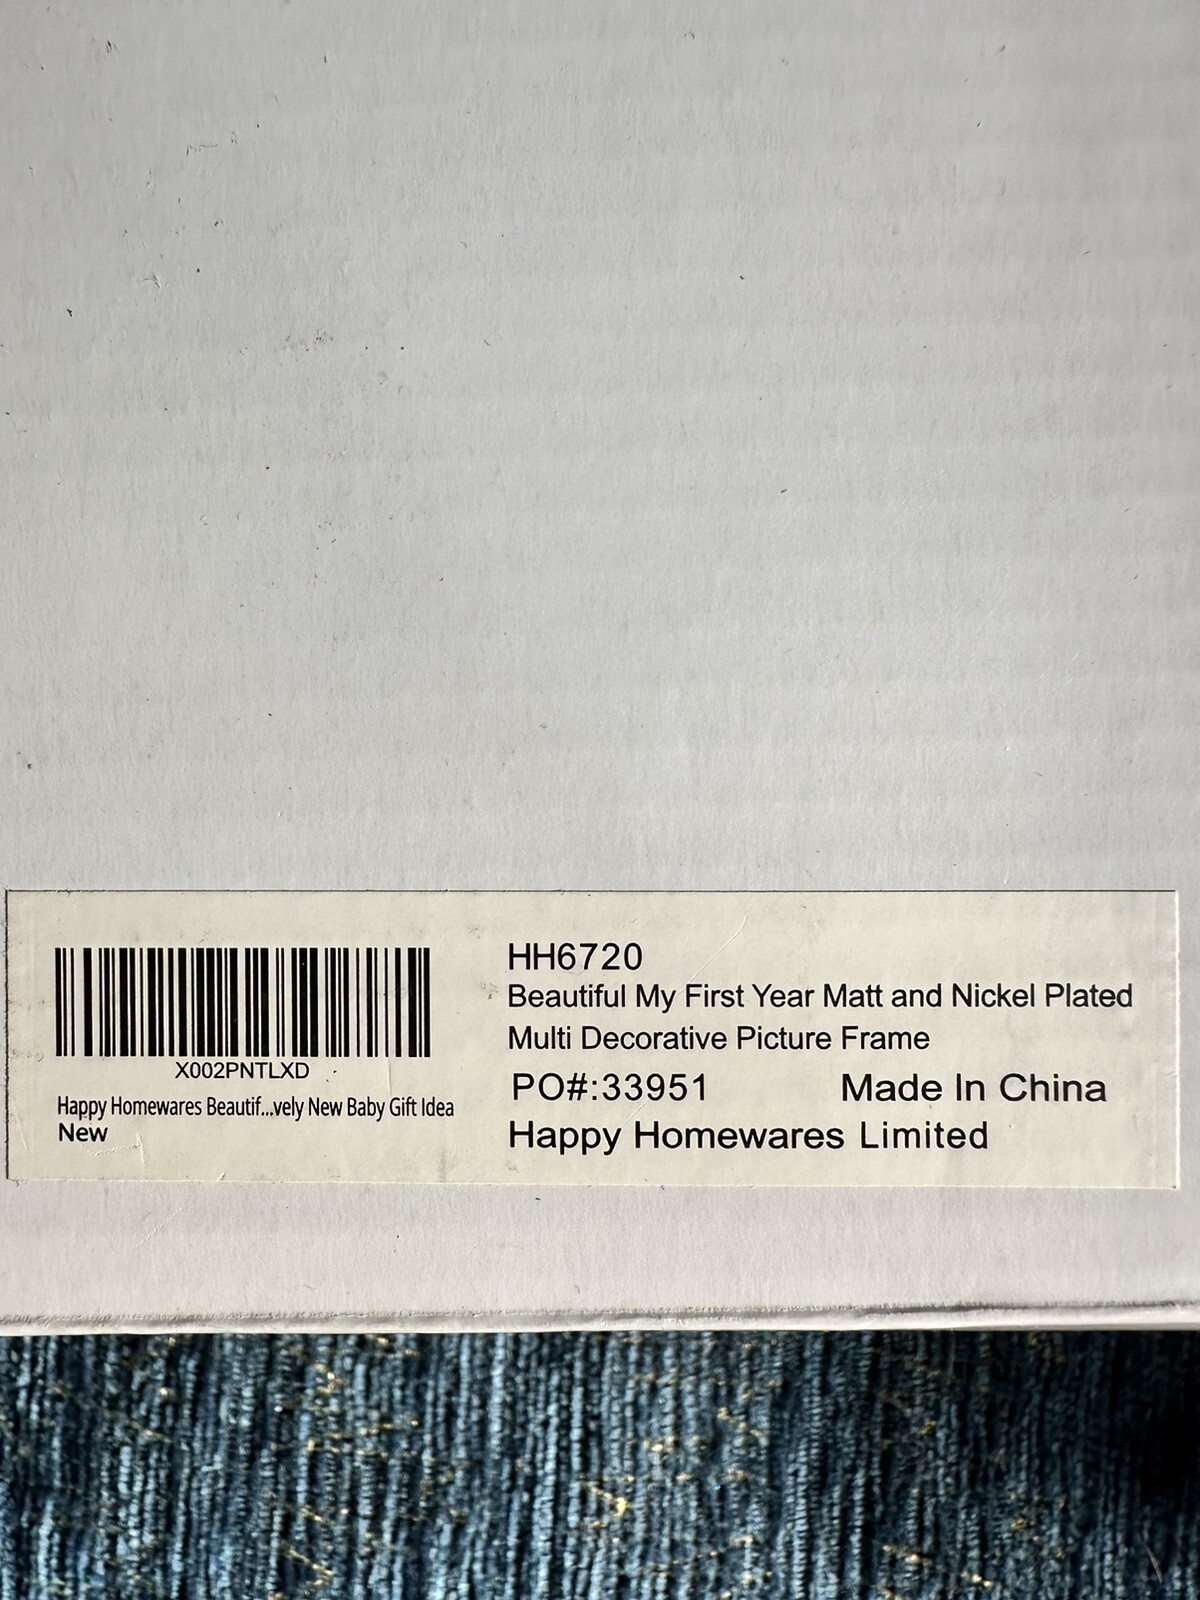 X002PNTLXD
Happy Homewares Beautif...vely New Baby Gift Idea
New
HH6720
Beautiful My First Year Matt and Nickel Plated
Multi Decorative Picture Frame
PO#:33951 Made In China
Happy Homewares Limited